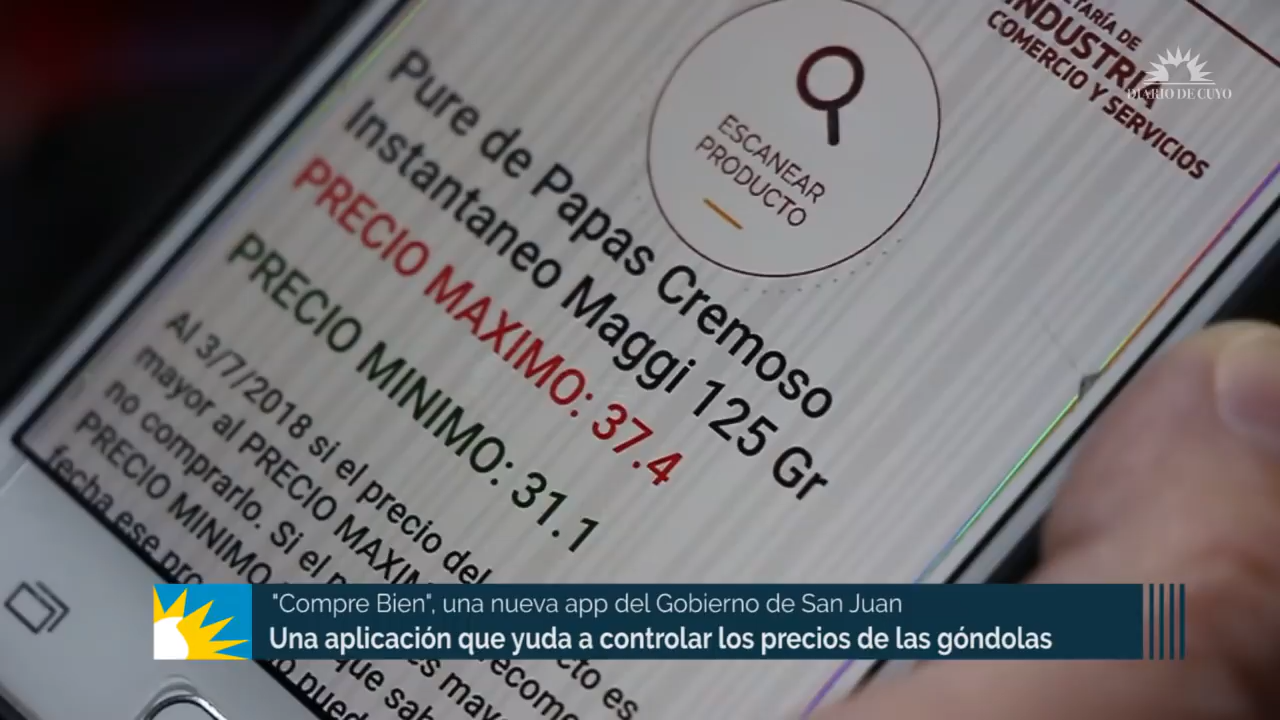 ESCANEAR
PRODUCTO
INDUSTRIA
COMERCIO Y SERVICIOS
DIARIO DE CUYO
Pure de Papas Cremoso
Instantaneo Maggi 125 Gr
PRECIO MAXIMO: 37.4
PRECIO MINIMO: 31.1
Al 3/7/2018 si el precio del
mayor al PRECIO
no comprarlo. Si el
PRECIO MINIMO
fecha ese
"Compre Bien", una nueva app del Gobierno de San Juan
Una aplicación que yuda a controlar los precios de las góndolas